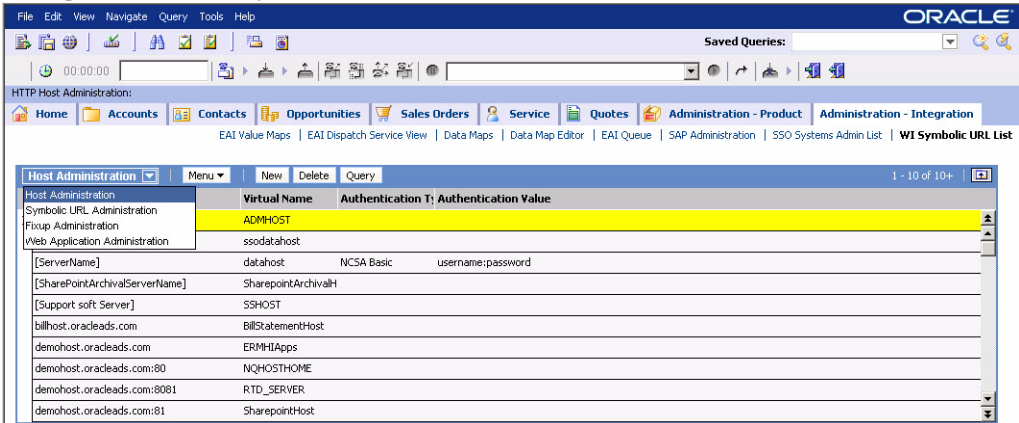 File Edit View Navigate Query Tools Help
ORACLE
Saved Queries:
00:00:00
HTTP Host Administration:
Home Accounts Contacts Opportunities Sales Orders Service Quotes Administration - Product Administration - Integration
EAI Value Maps | EAI Dispatch Service View | Data Maps | Data Map Editor | EAI Queue | SAP Administration | SSO Systems Admin List | WI Symbolic URL List
Host Administration Menu New Delete Query 1 - 10 of 10+
Host Administration
Symbolic URL Administration
Fixup Administration
Web Application Administration
Virtual Name Authentication Ty Authentication Value
ADMHOST
ssodatahost
[ServerName] datahost NCSA Basic username:password
[SharePointArchivalServerName] SharepointArchivalH
[Support soft Server] SSHOST
billhost.oracleads.com BillStatementHost
demohost.oracleads.com ERMHIApps
demohost.oracleads.com:80 NQHOSTHOME
demohost.oracleads.com:8081 RTD_SERVER
demohost.oracleads.com:81 SharepointHost